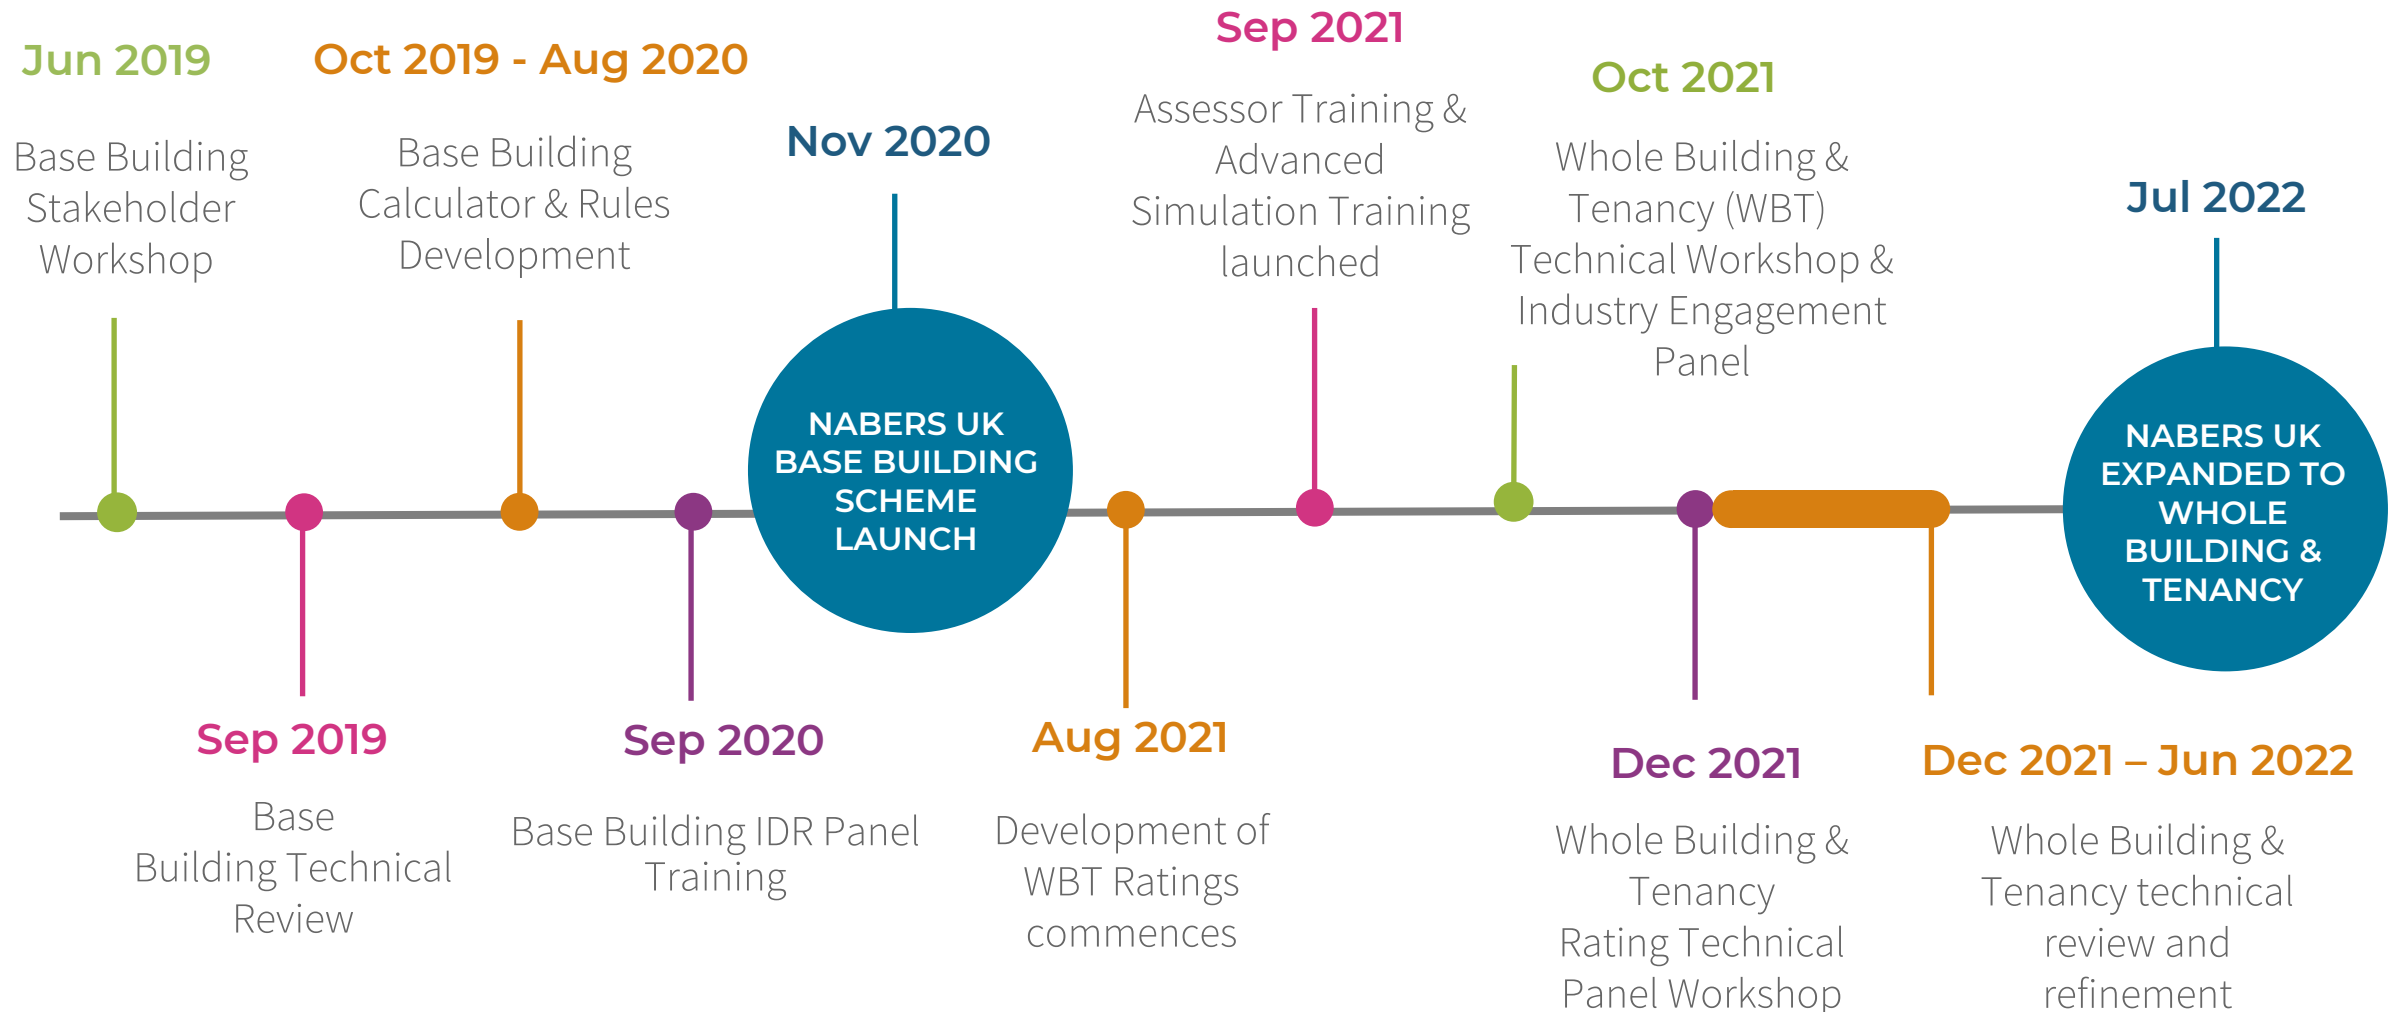 Jun 2019
Base Building
Stakeholder
Workshop
Sep 2019
Base
Building Technical
Review
Oct 2019 - Aug 2020
Base Building
Calculator & Rules
Development
Sep 2020
Base Building IDR Panel
Training
Nov 2020
NABERS UK
BASE BUILDING
SCHEME
LAUNCH
Aug 2021
Development of
WBT Ratings
commences
Sep 2021
Assessor Training &
Advanced
Simulation Training
launched
Oct 2021
Whole Building &
Tenancy (WBT)
Technical Workshop &
Industry Engagement
Panel
Dec 2021
Whole Building &
Tenancy
Rating Technical
Panel Workshop
Dec 2021 – Jun 2022
Whole Building &
Tenancy technical
review and
refinement
Jul 2022
NABERS UK
EXPANDED TO
WHOLE
BUILDING &
TENANCY